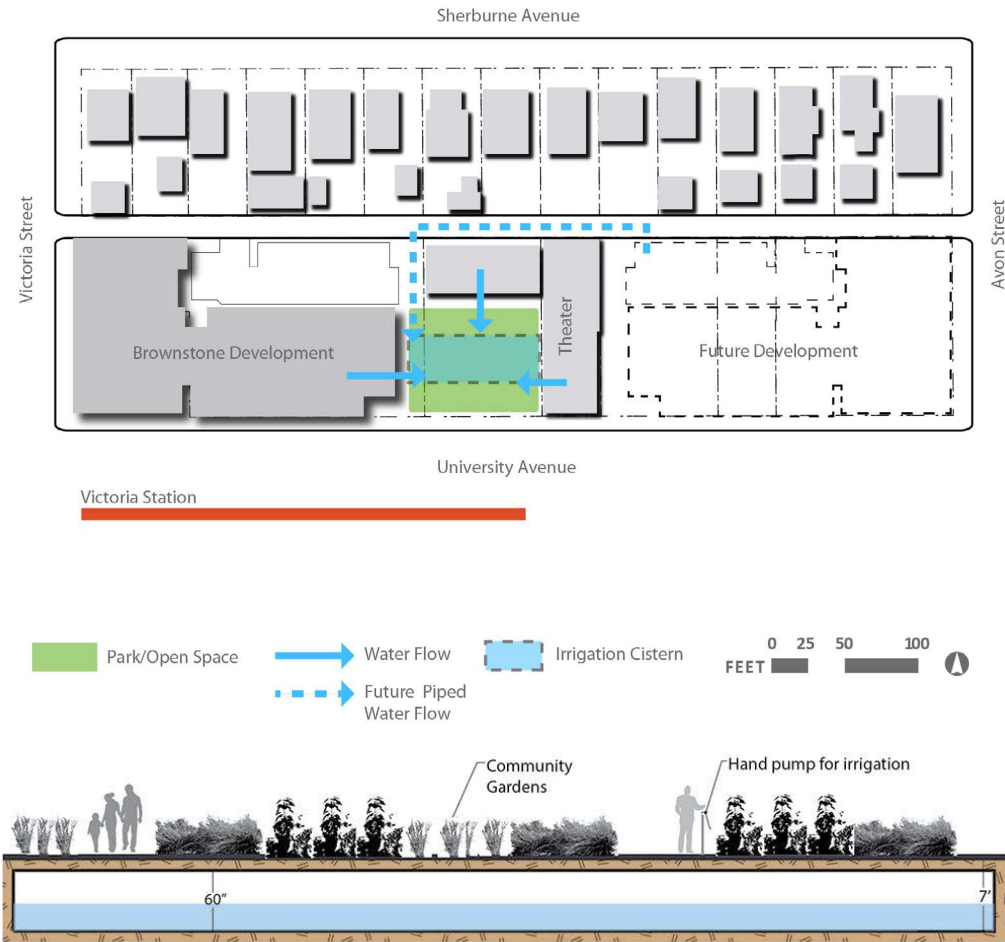 Sherburne Avenue
Victoria Street
Avon Street
Brownstone Development
Theater
Future Development
University Avenue
Victoria Station
Park/Open Space
Water Flow
Irrigation Cistern
Future Piped
Water Flow
0 25 50 100
FEET
Community
Gardens
Hand pump for irrigation
60”
7’